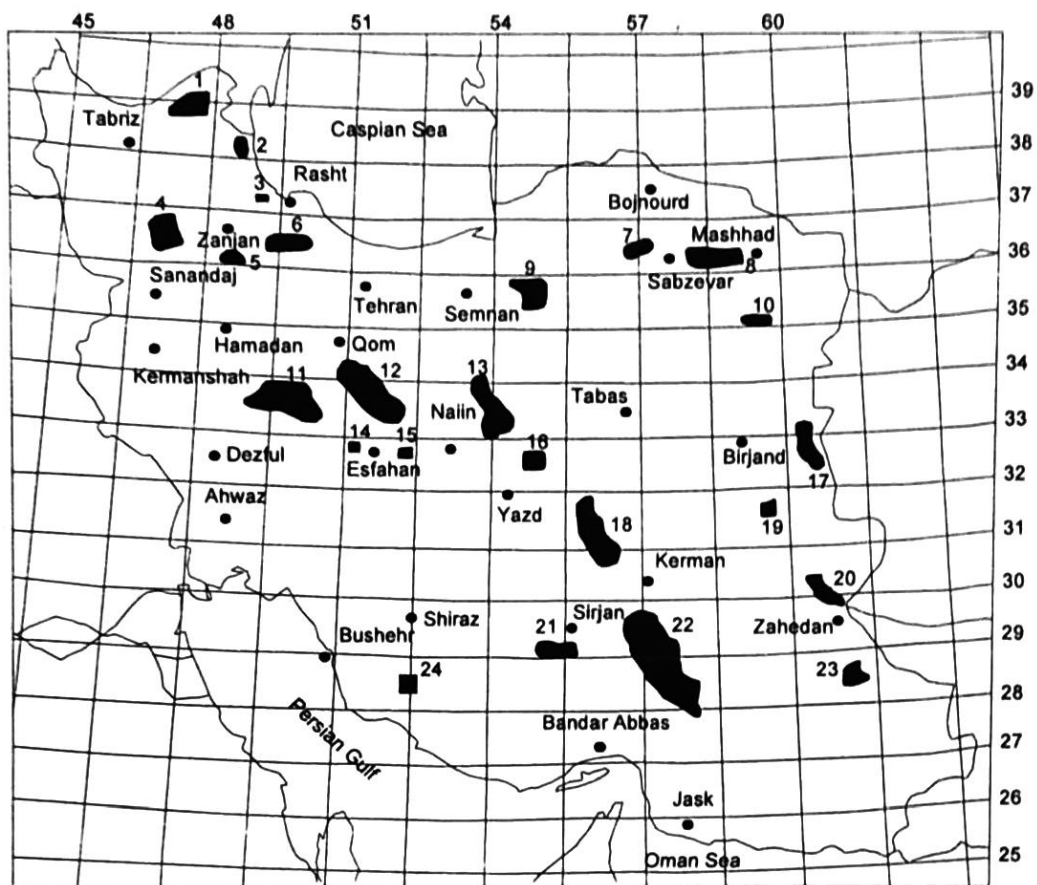 45 48 51 54 57 60
1
39
Tabriz
Caspian Sea
2
38
3
Rasht
37
4
Bojnourd
Zanjan
6
7
Mashhad
36
5
8
Sanandaj
Sabzevar
9
Tehran
Semnan
10
35
Hamadan
Qom
34
Kermanshah
11
12
13
Tabas
33
Naiin
14
15
16
Dezful
Esfahan
Birjand
32
17
Ahwaz
Yazd
18
19
31
Kerman
30
20
Shiraz
Sirjan
Bushehr
21
22
Zahedan
29
24
23
28
Persian Gulf
Bandar Abbas
27
Jask
26
Oman Sea
25